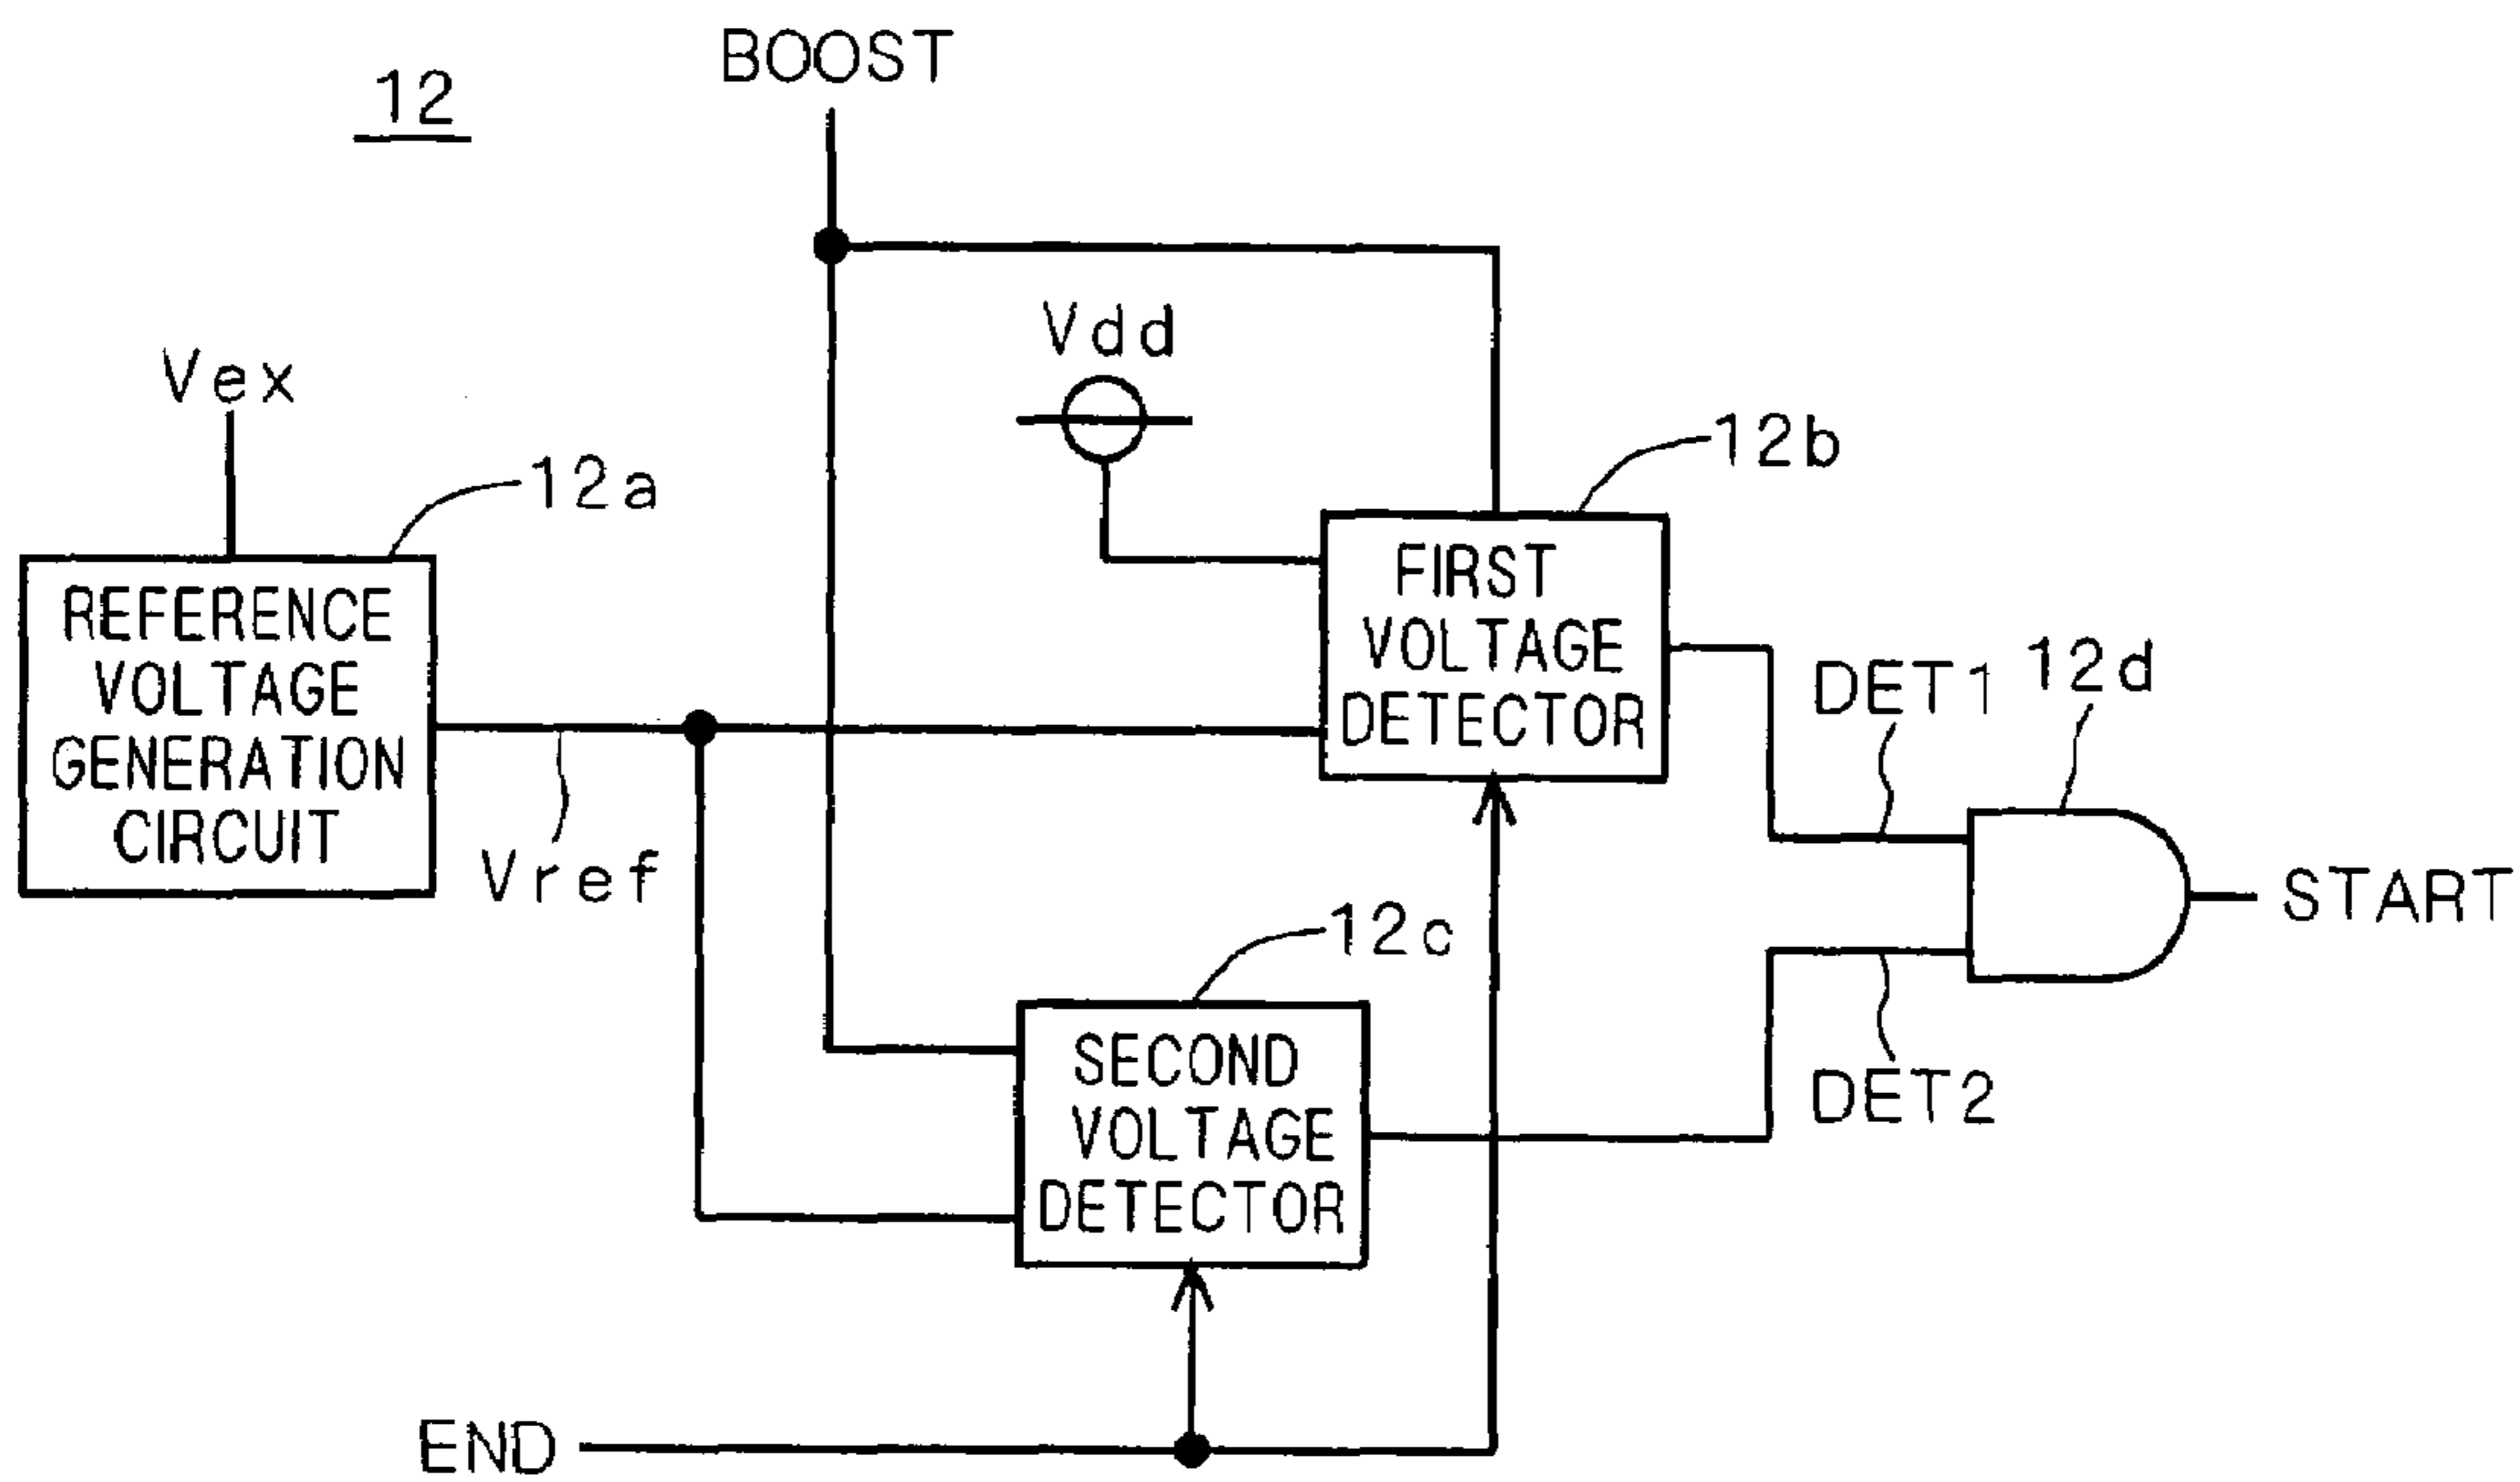 BOOST
12
Vdd
Vex
12b
12a
FIRST
VOLTAGE
DETECTOR
REFERENCE
VOLTAGE
GENERATION
CIRCUIT
DET1
12d
Vref
START
12c
SECOND
VOLTAGE
DETECTOR
DET2
END